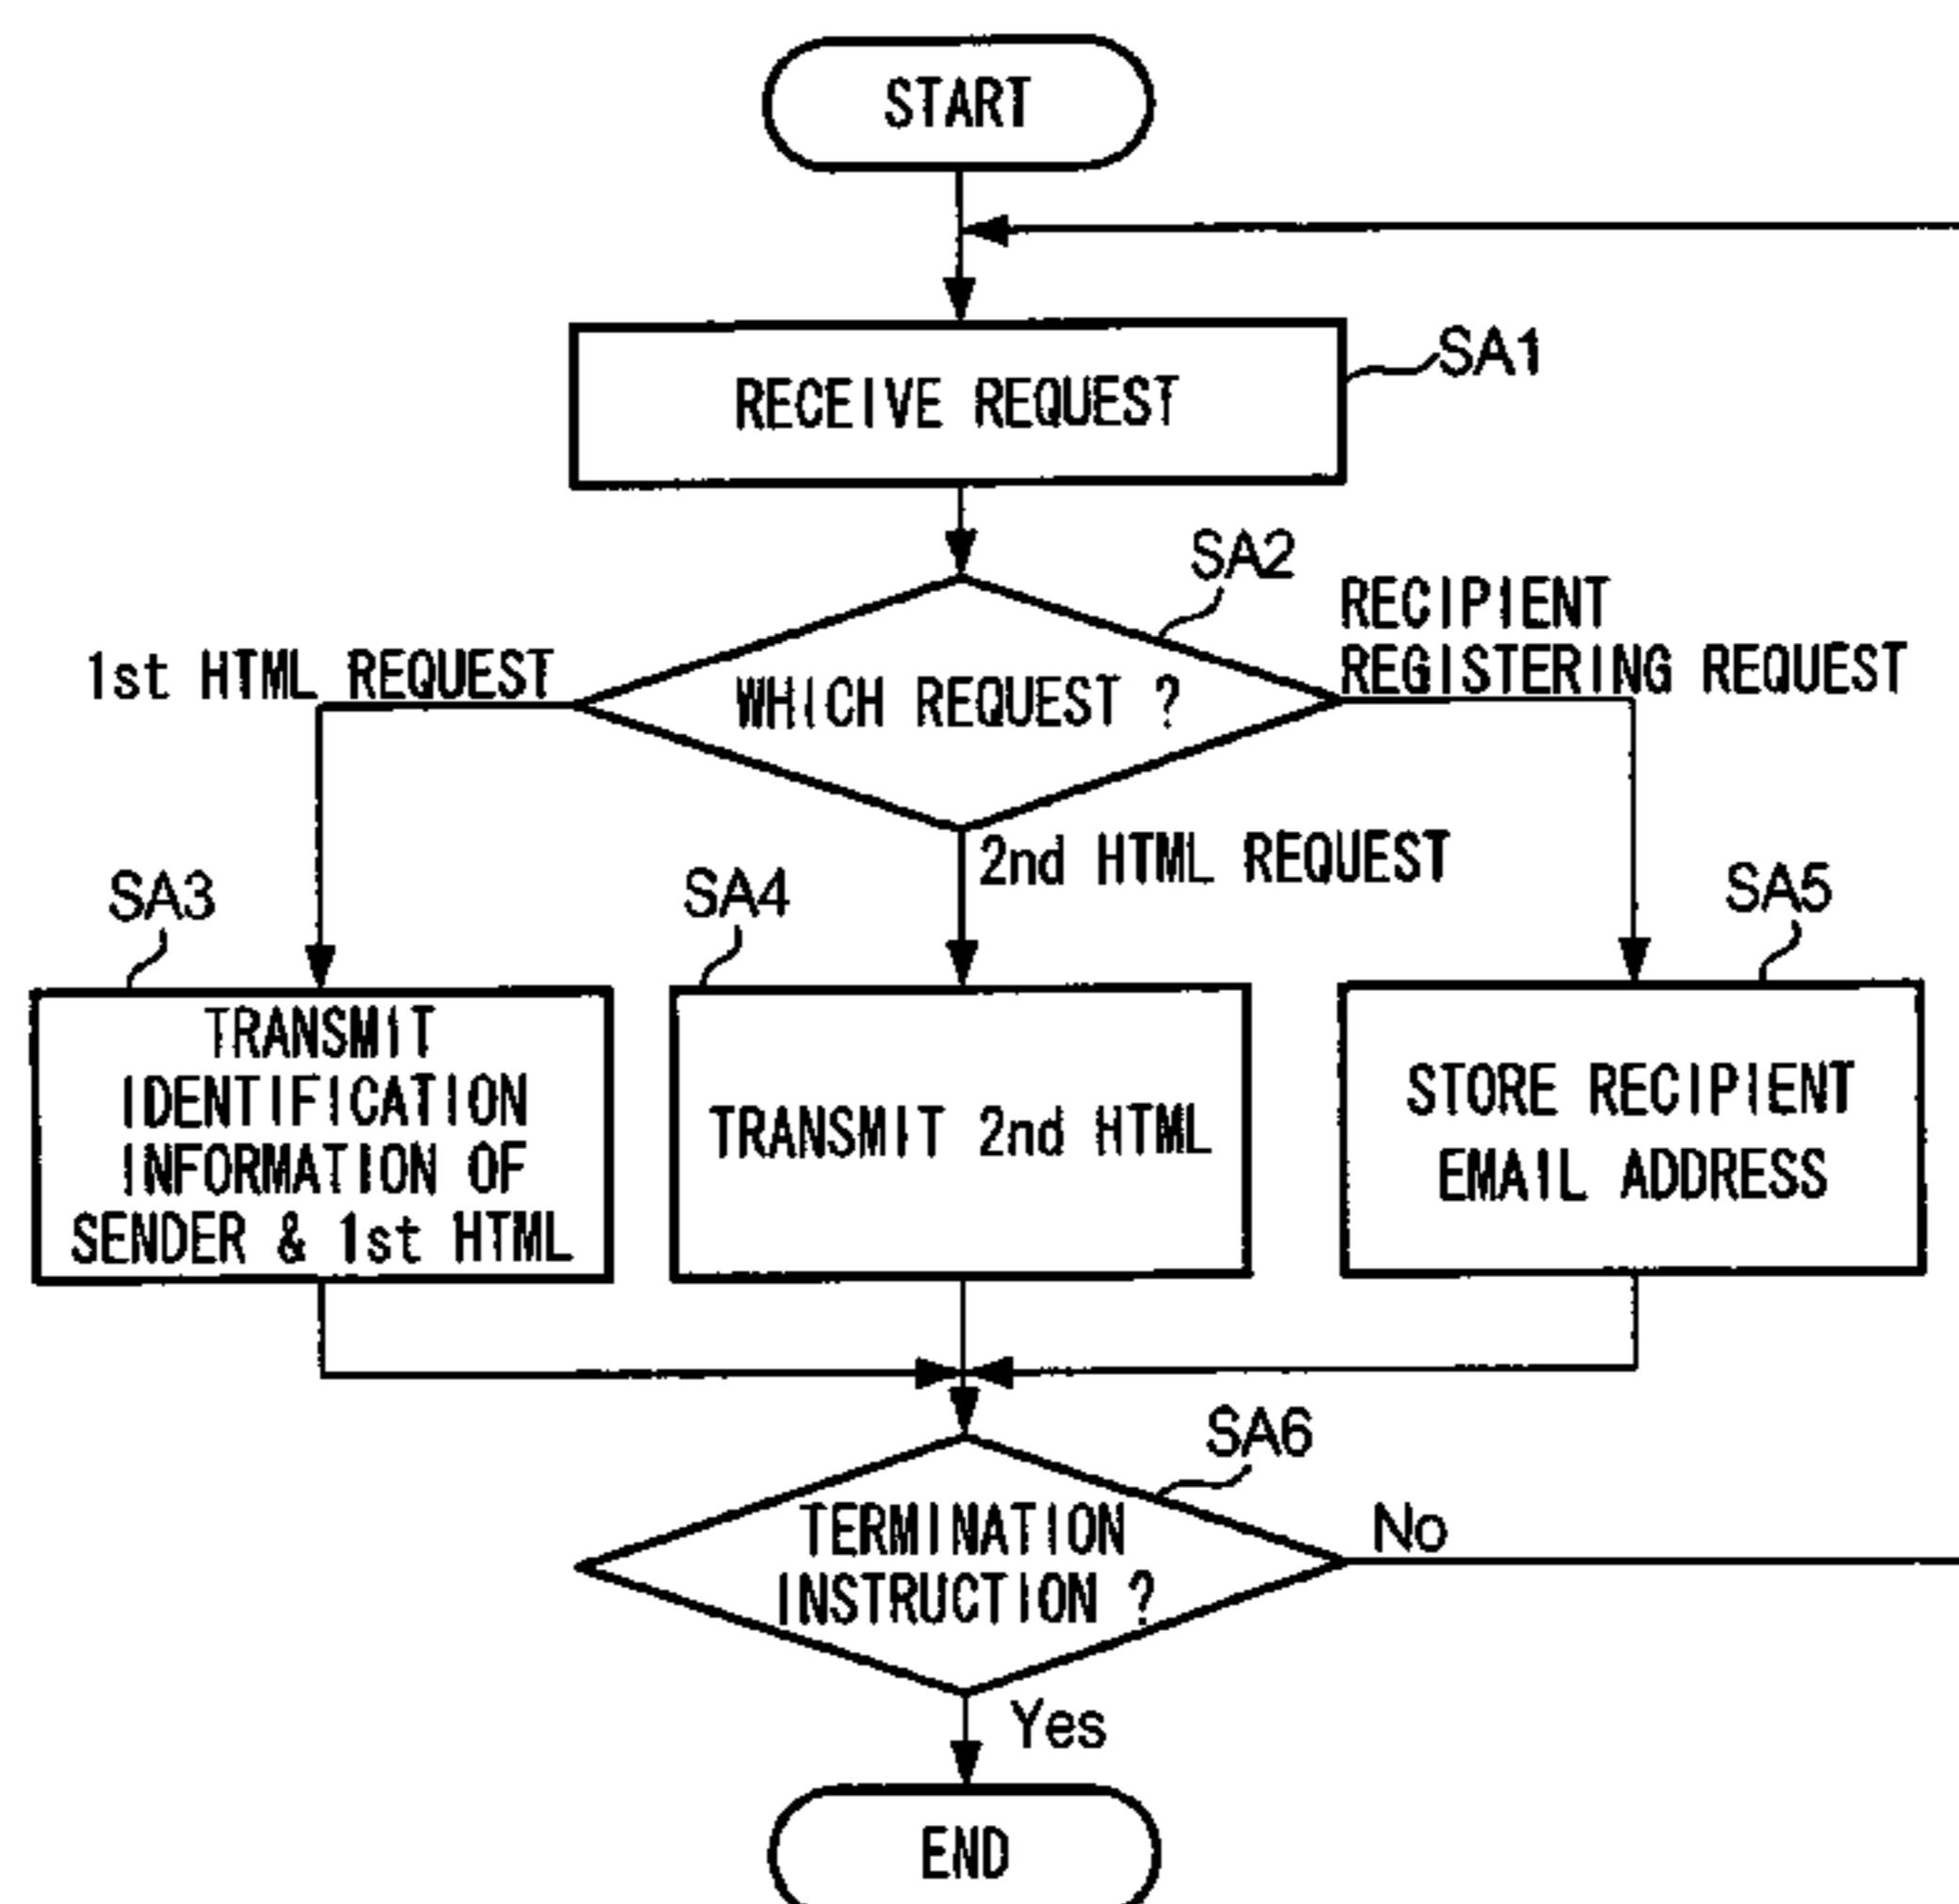 START
RECEIVE REQUEST
SA1
SA2
WHICH REQUEST ?
1st HTML REQUEST
RECIPIENT
REGISTERING REQUEST
2nd HTML REQUEST
SA3
TRANSMIT
IDENTIFICATION
INFORMATION OF
SENDER & 1st HTML
SA4
TRANSMIT 2nd HTML
SA5
STORE RECIPIENT
EMAIL ADDRESS
SA6
TERMINATION
INSTRUCTION ?
No
Yes
END